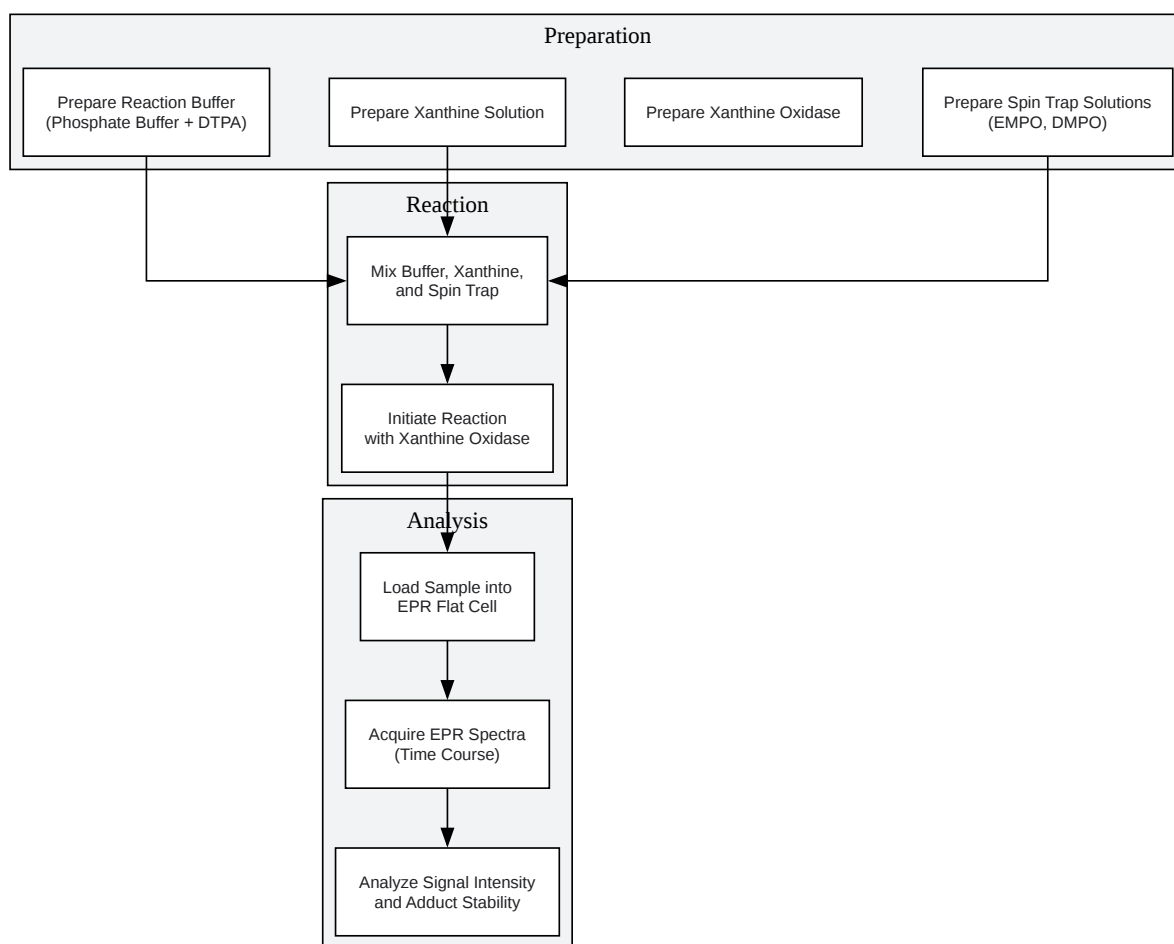 Preparation
Prepare Reaction Buffer
(Phosphate Buffer + DTPA)
Prepare Xanthine Solution
Prepare Xanthine Oxidase
Prepare Spin Trap Solutions
(EMPO, DMPO)
Reaction
Mix Buffer, Xanthine,
and Spin Trap
Initiate Reaction
with Xanthine Oxidase
Analysis
Load Sample into
EPR Flat Cell
Acquire EPR Spectra
(Time Course)
Analyze Signal Intensity
and Adduct Stability